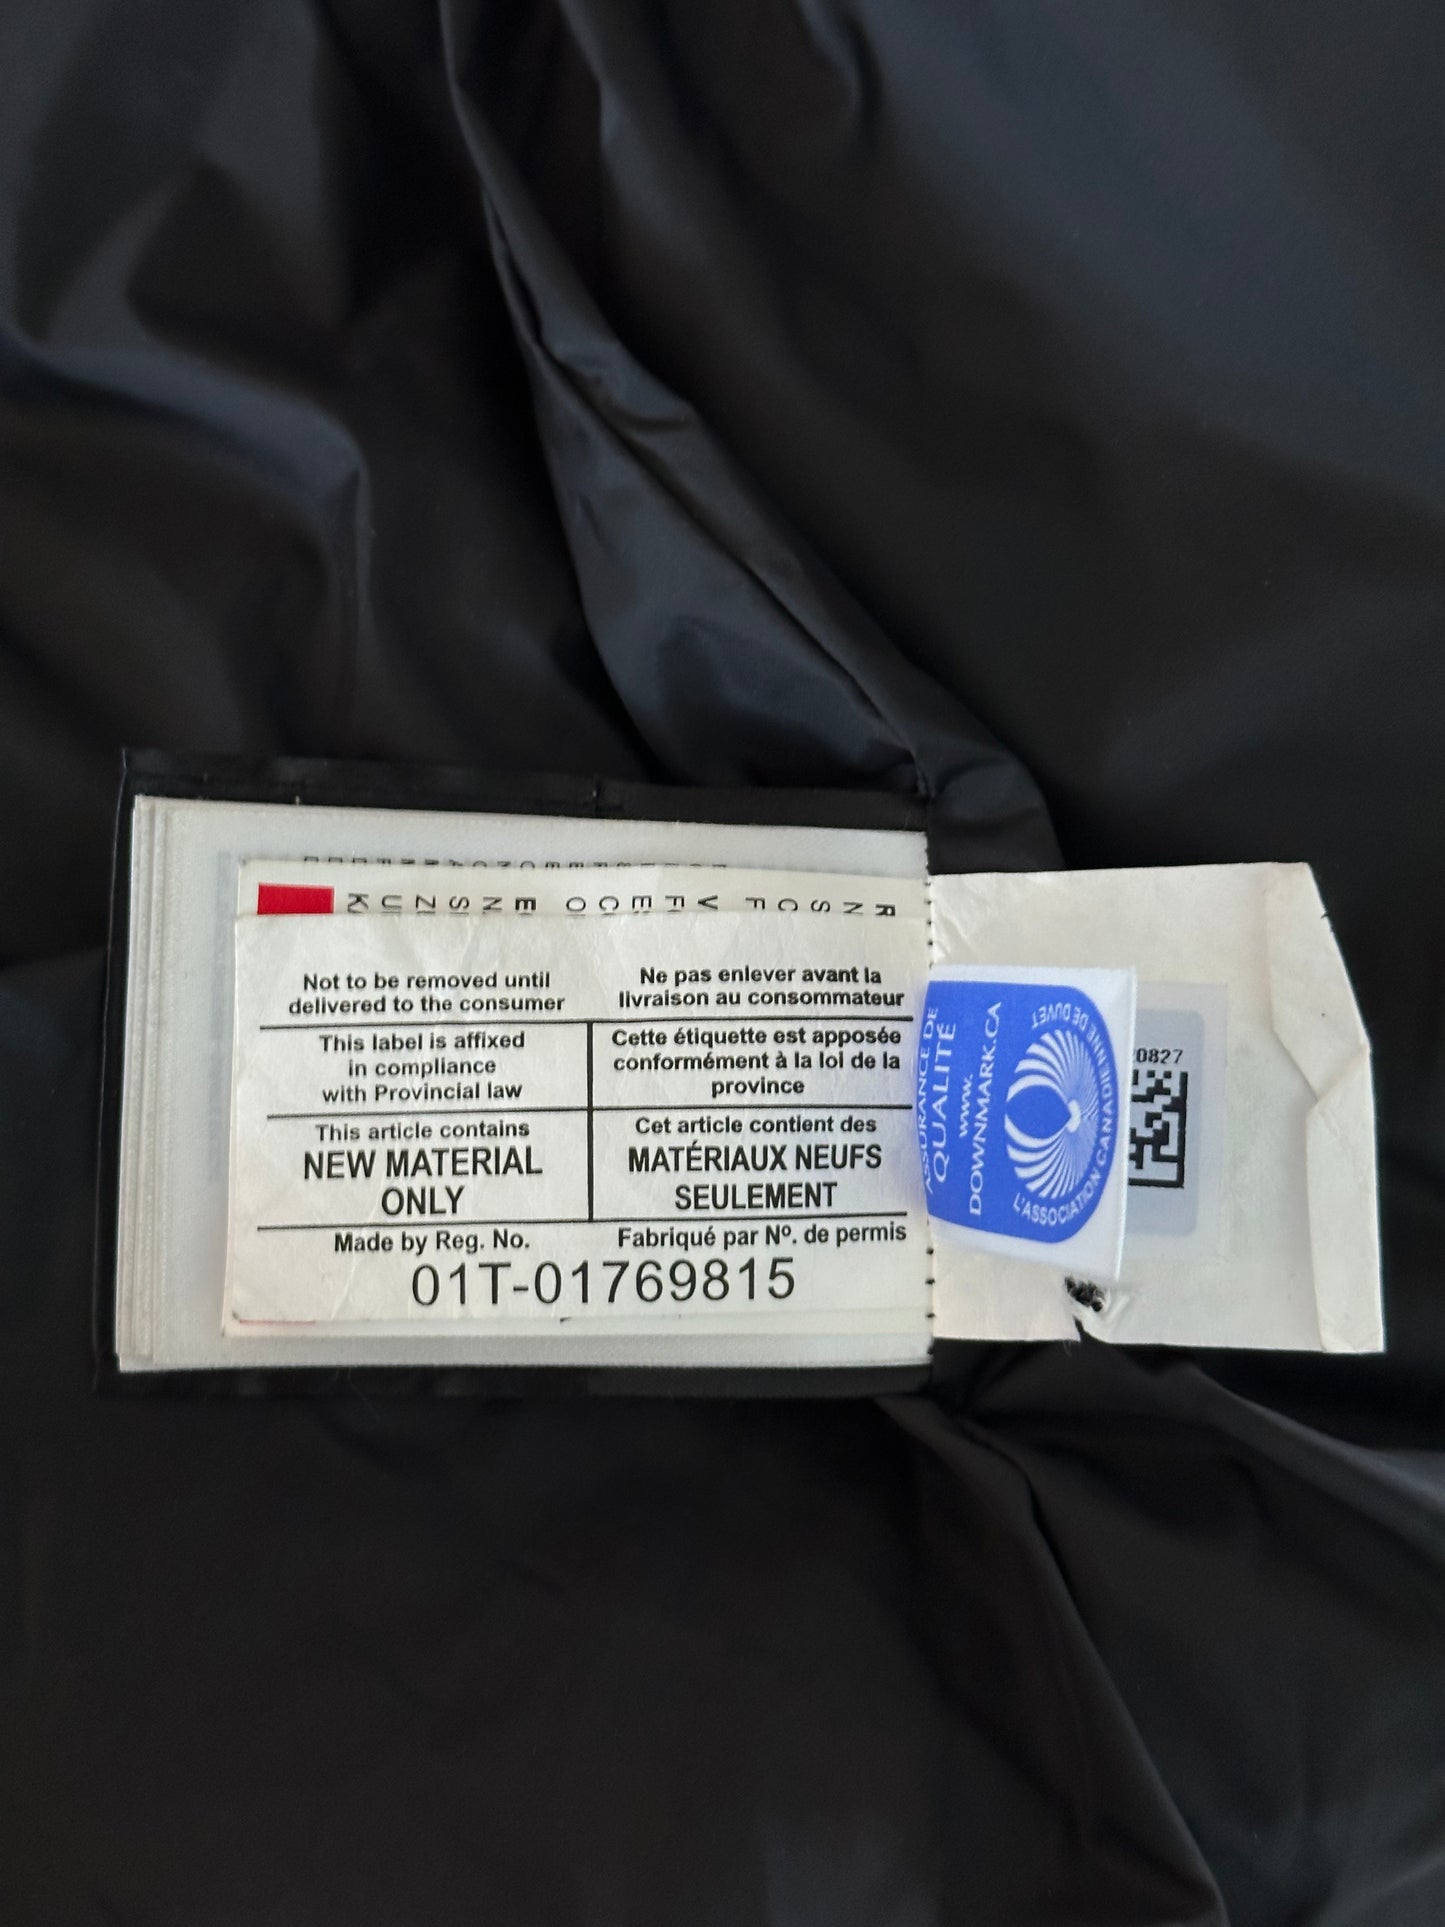 Not to be removed until
delivered to the consumer
Ne pas enlever avant la
livraison au consommateur
This label is affixed
in compliance
with Provincial law
Cette étiquette est apposée
conformément à la loi de la
province
This article contains
NEW MATERIAL
ONLY
Cet article contient des
MATÉRIAUX NEUFS
SEULEMENT
Made by Reg. No.
Fabriqué par Nº. de permis
01T-01769815
ASSURANCE DE
QUALITÉ
www.
DOWNMARK.CA
L'ASSOCIATION CANADIENNE DE DUVET
0827